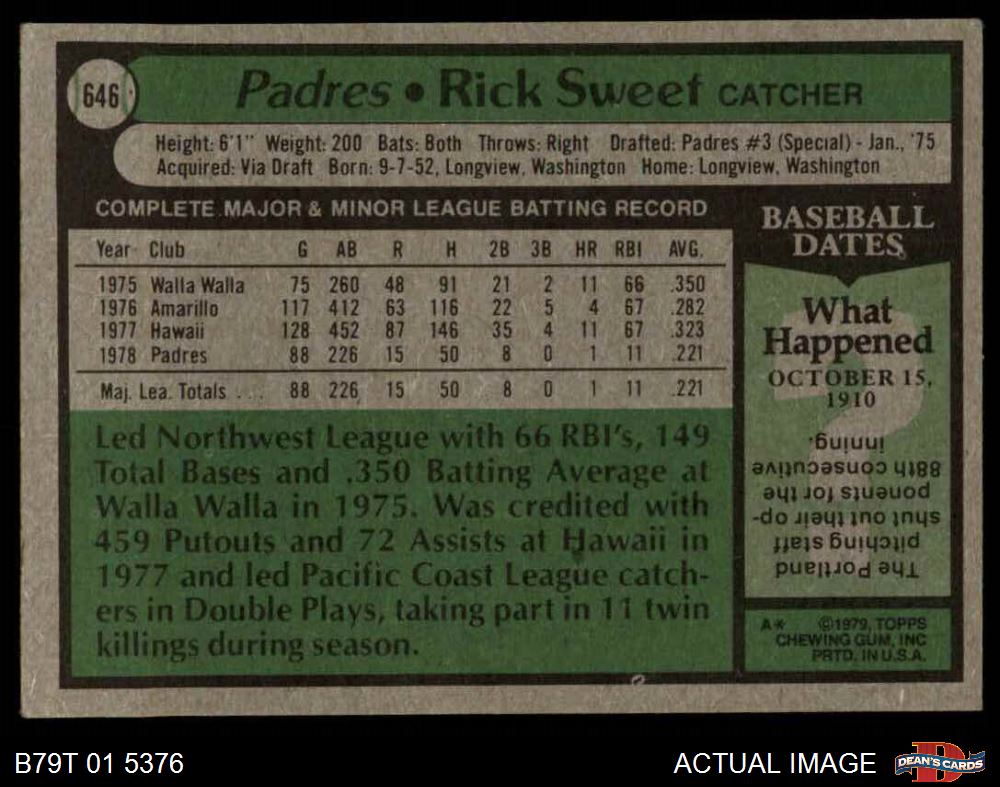 646
Padres • Rick Sweet CATCHER
Height: 6'1" Weight: 200 Bats: Both Throws: Right Drafted: Padres #3 (Special) - Jan., '75
Acquired: Via Draft Born: 9-7-52, Longview, Washington Home: Longview, Washington
COMPLETE MAJOR & MINOR LEAGUE BATTING RECORD
Year Club G AB R H 2B 3B HR RBI AVG.
1975 Walla Walla 75 260 48 91 21 2 11 66 .350
1976 Amarillo 117 412 63 116 22 5 4 67 .282
1977 Hawaii 128 452 87 146 35 4 11 67 .323
1978 Padres 88 226 15 50 8 0 1 11 .221
Maj. Lea. Totals . . . 88 226 15 50 8 0 1 11 .221
Led Northwest League with 66 RBI's, 149
Total Bases and .350 Batting Average at
Walla Walla in 1975. Was credited with
459 Putouts and 72 Assists at Hawaii in
1977 and led Pacific Coast League catch-
ers in Double Plays, taking part in 11 twin
killings during season.
BASEBALL
DATES
What
Happened
OCTOBER 15,
1910
The Portland
pitching staff
shut out their op-
ponents for the
88th consecutive
inning.
A* ©1979, TOPPS
CHEWING GUM, INC
PRTD. IN U.S.A.
B79T 01 5376
ACTUAL IMAGE
D
DEAN'S CARDS